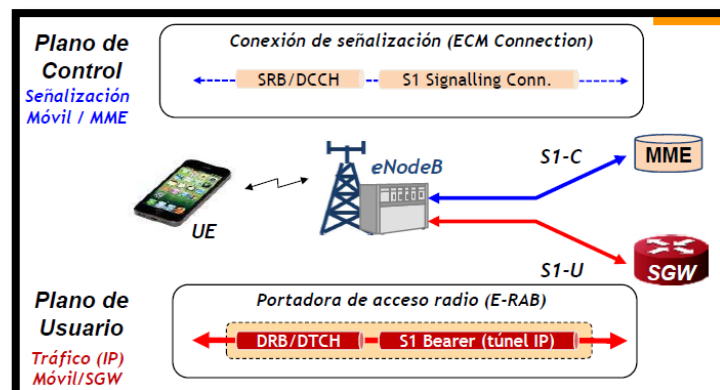 Plano de
Control
Señalización
Móvil / MME
Conexión de señalización (ECM Connection)
SRB/DCCH
S1 Signalling Conn.
UE
eNodeB
S1-C
MME
S1-U
SGW
Plano de
Usuario
Tráfico (IP)
Móvil/SGW
Portadora de acceso radio (E-RAB)
DRB/DTCH
S1 Bearer (túnel IP)